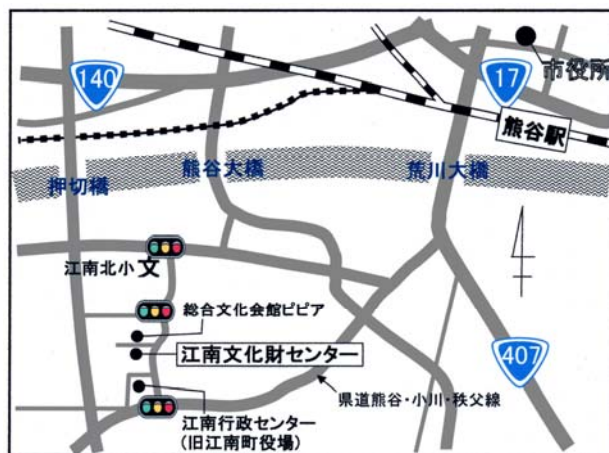 140
17
市役所
熊谷駅
押切橋
熊谷大橋
荒川大橋
江南北小
文
総合文化会館ピピア
江南文化財センター
407
県道熊谷・小川・秩父線
江南行政センター
(旧江南町役場)